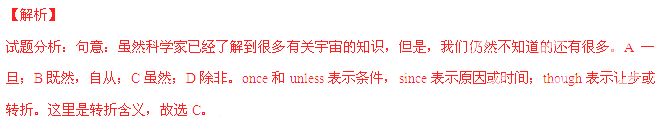 【解析】
试题分析：句意：虽然科学家已经了解到很多有关宇宙的知识，但是，我们仍然不知道的还有很多。A 一
旦；B 既然，自从；C 虽然；D 除非。once 和 unless 表示条件，since 表示原因或时间；though 表示让步或
转折。这里是转折含义，故选 C。